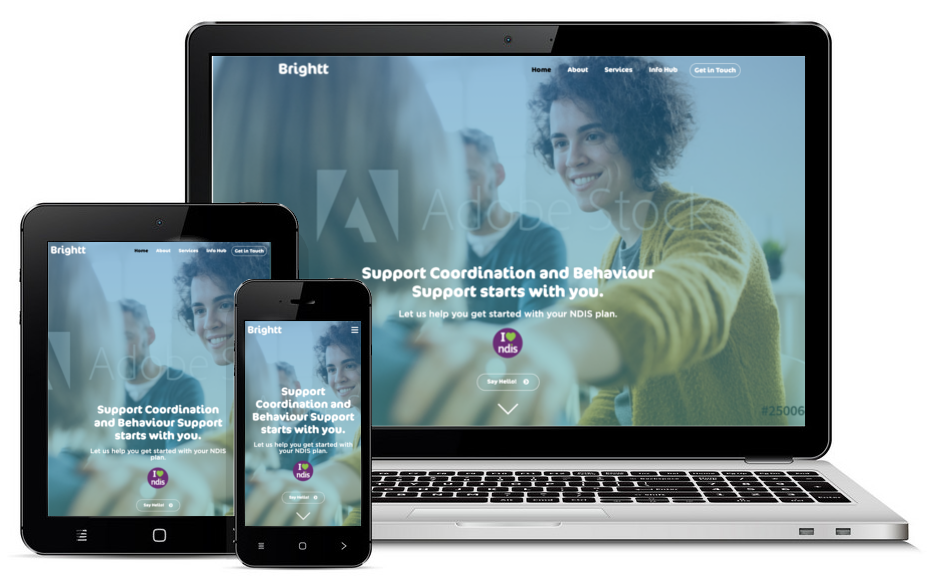 Brightt
Home About Services Info Hub Get in Touch
Adobe Stock
Support Coordination and Behaviour
Support starts with you.
Let us help you get started with your NDIS plan.
I
ndis
Say Hello!
#25006
Brightt
Home About Services Info Hub Get in Touch
Adobe S
Support Coordination
and Behaviour Support
starts with you.
Let us help you get started with your NDIS
plan.
I
ndis
Say Hello!
Brightt
Support
Coordination and
Behaviour Support
starts with you.
Let us help you get started with
your NDIS plan.
I
ndis
Say Hello!